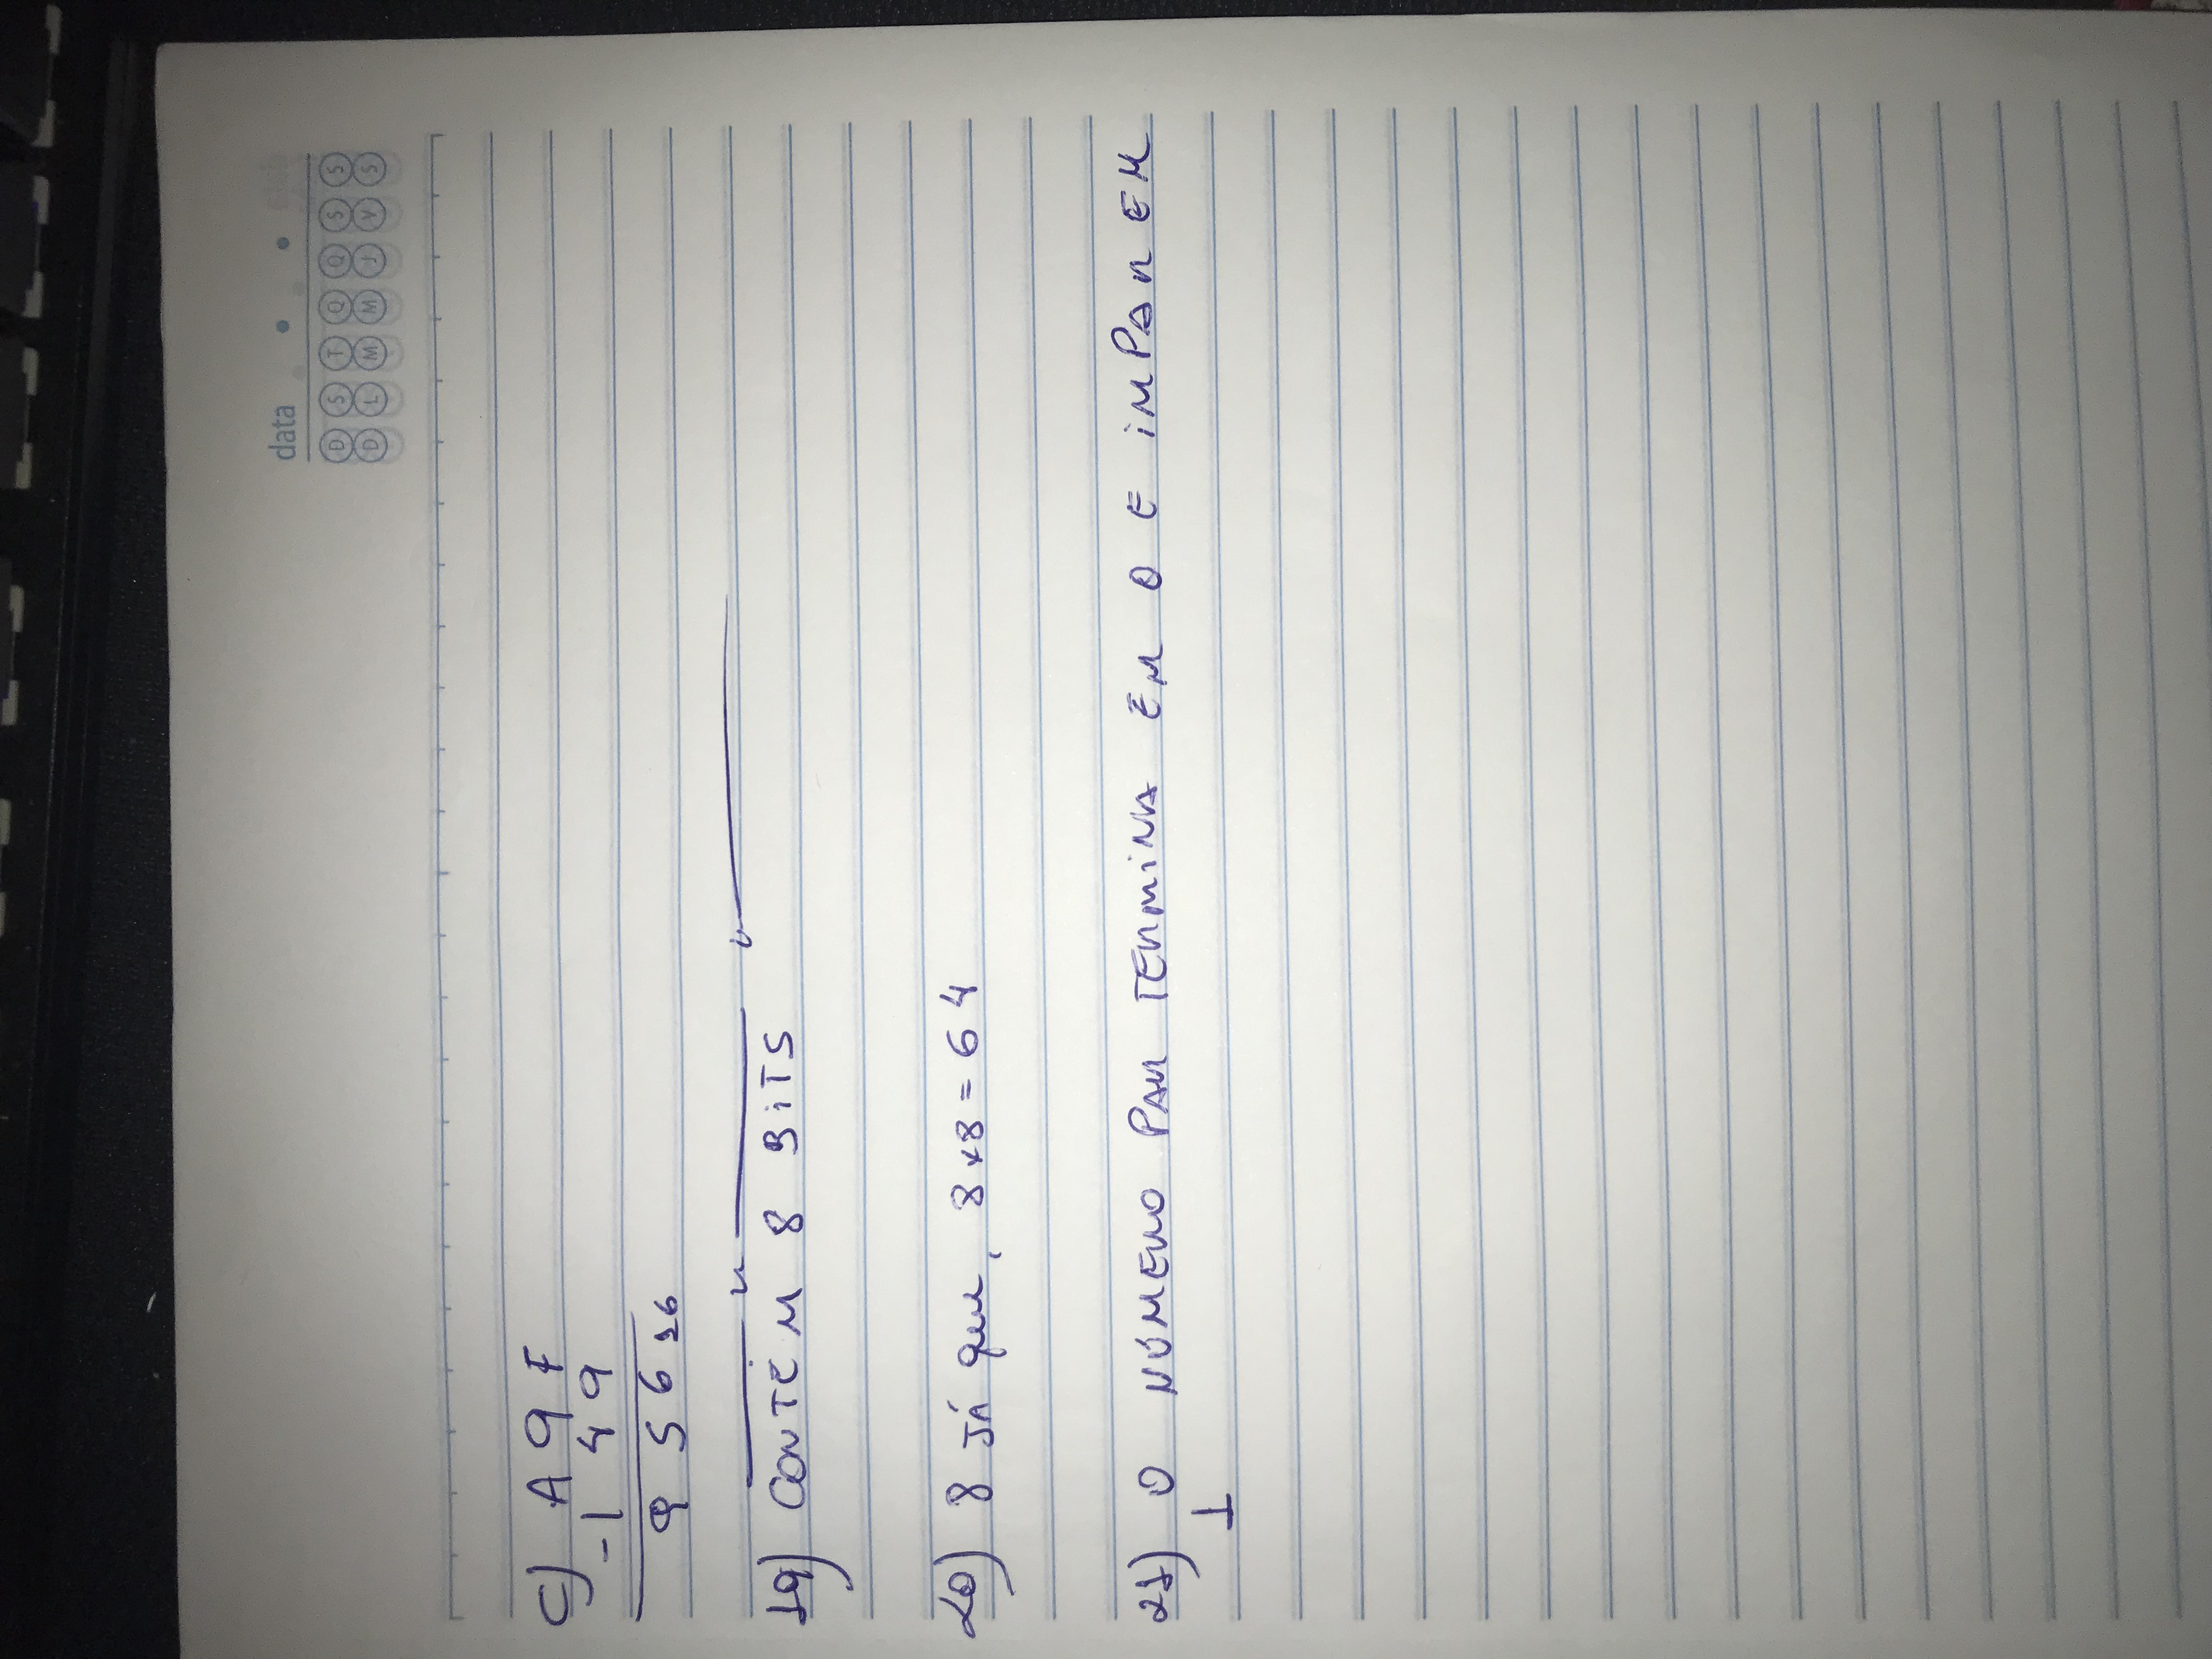 data
D S T Q Q S S
D L M M J V S
C) A 9 F
-1 4 9
9 5 6 16
19) CONTÉM 8 BiTS
20) 8 JÁ que, 8x8 = 64
21) O NÚMERO PAR TERMINA EM 0 E iMPAR EM
1